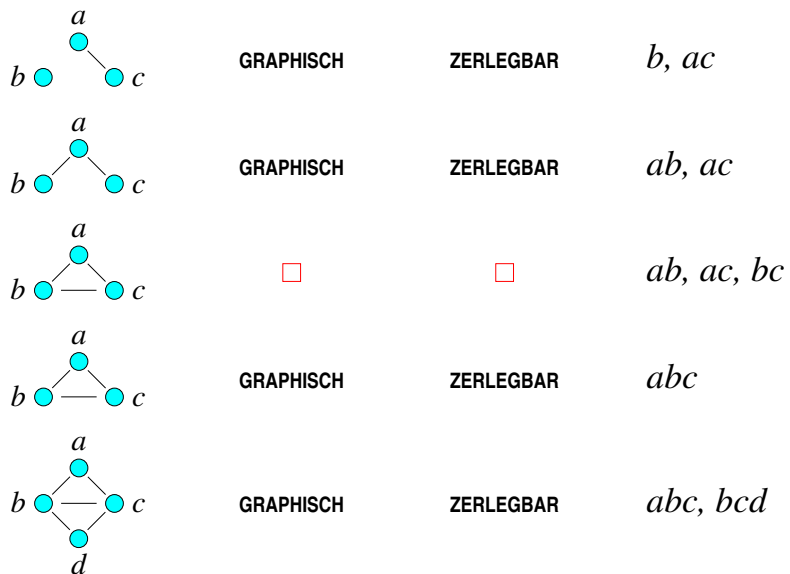 a
b c GRAPHISCH ZERLEGBAR b, ac
a
b c GRAPHISCH ZERLEGBAR ab, ac
a
b c ab, ac, bc
a
b c GRAPHISCH ZERLEGBAR abc
a
b c GRAPHISCH ZERLEGBAR abc, bcd
d